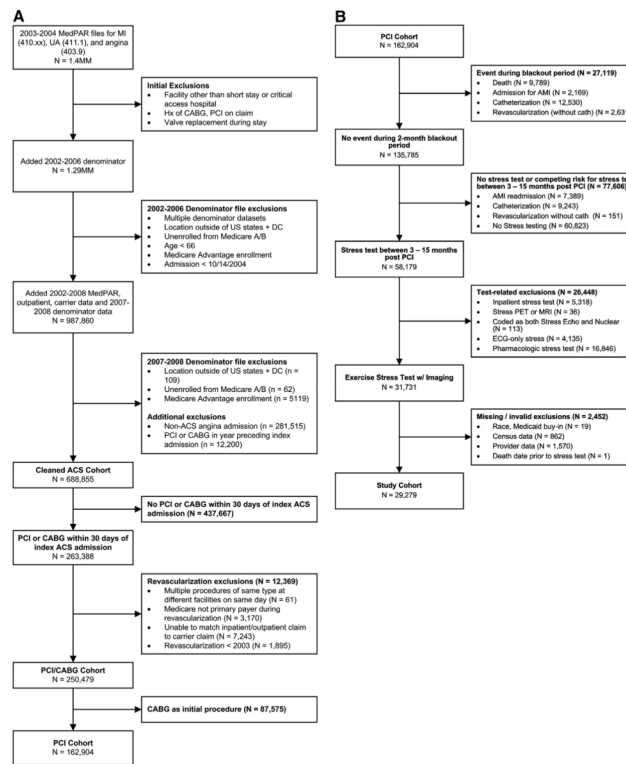 A
2003-2004 MedPAR files for MI
(410.xx), UA (411.1), and angina
(403.9)
N = 1.4MM
Initial Exclusions
• Facility other than short stay or critical
access hospital
• Hx of CABG, PCI on claim
• Valve replacement during stay
Added 2002-2006 denominator
N = 1.29MM
2002-2006 Denominator file exclusions
• Multiple denominator datasets
• Location outside of US states + DC
• Unenrolled from Medicare A/B
• Age < 66
• Medicare Advantage enrollment
• Admission < 10/14/2004
Added 2002-2008 MedPAR,
outpatient, carrier data and 2007-
2008 denominator data
N = 987,860
2007-2008 Denominator file exclusions
• Location outside of US states + DC (n =
109)
• Unenrolled from Medicare A/B (n = 62)
• Medicare Advantage enrollment (n = 5119)
Additional exclusions
• Non-ACS angina admission (n = 281,515)
• PCI or CABG in year preceding index
admission (n = 12,200)
Cleaned ACS Cohort
N = 688,855
No PCI or CABG within 30 days of index ACS
admission (N = 437,667)
PCI or CABG within 30 days of
index ACS admission
N = 263,388
Revascularization exclusions (N = 12,369)
• Multiple procedures of same type at
different facilities on same day (N = 61)
• Medicare not primary payer during
revascularization (N = 3,170)
• Unable to match inpatient/outpatient claim
to carrier claim (N = 7,243)
• Revascularization < 2003 (N = 1,895)
PCI/CABG Cohort
N = 250,479
CABG as initial procedure (N = 87,575)
PCI Cohort
N = 162,904
B
PCI Cohort
N = 162,904
Event during blackout period (N = 27,119)
• Death (N = 9,789)
• Admission for AMI (N = 2,169)
• Catheterization (N = 12,530)
• Revascularization (without cath) (N = 2,631
No event during 2-month blackout
period
N = 135,785
No stress test or competing risk for stress te
between 3 – 15 months post PCI (N = 77,606)
• AMI readmission (N = 7,389)
• Catheterization (N = 9,243)
• Revascularization without cath (N = 151)
• No Stress testing (N = 60,823)
Stress test between 3 – 15 months
post PCI
N = 58,179
Test-related exclusions (N = 26,448)
• Inpatient stress test (N = 5,318)
• Stress PET or MRI (N = 36)
• Coded as both Stress Echo and Nuclear
(N = 113)
• ECG-only stress (N = 4,135)
• Pharmacologic stress test (N = 16,846)
Exercise Stress Test w/ Imaging
N = 31,731
Missing / invalid exclusions (N = 2,452)
• Race, Medicaid buy-in (N = 19)
• Census data (N = 862)
• Provider data (N = 1,570)
• Death date prior to stress test (N = 1)
Study Cohort
N = 29,279